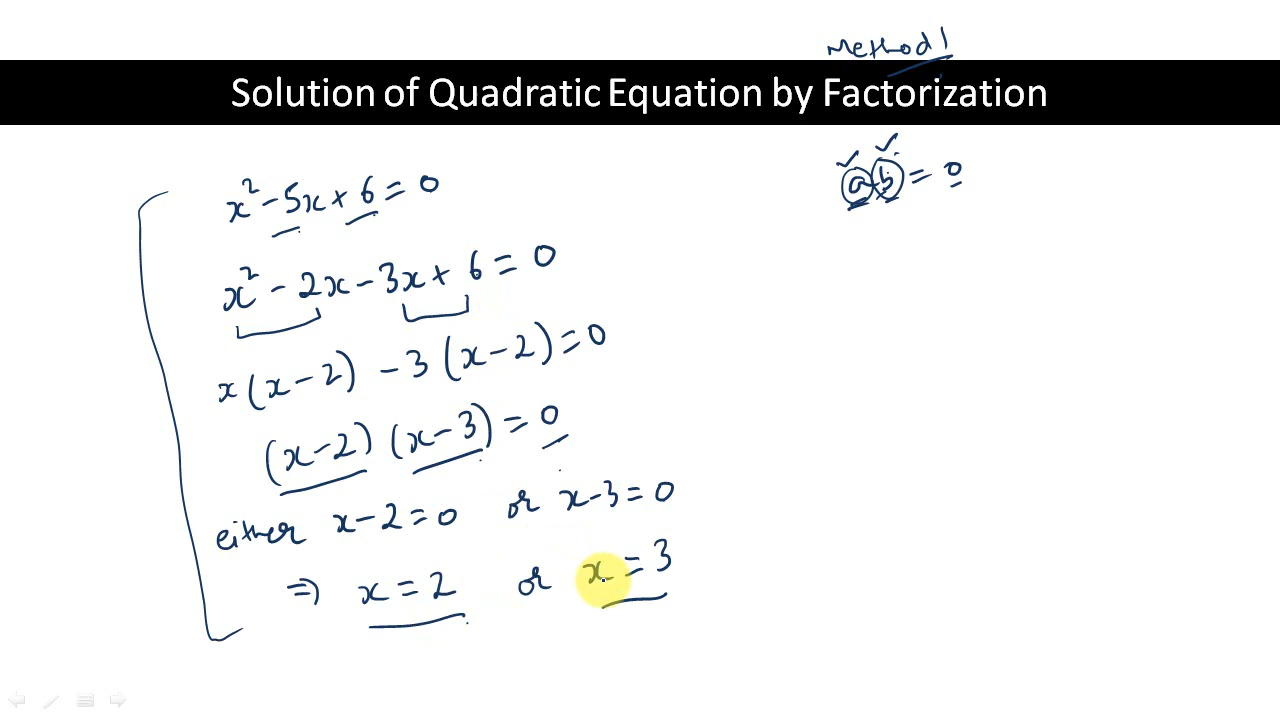 Method 1
Solution of Quadratic Equation by Factorization
a·b = 0
x² - 5x + 6 = 0
x² - 2x - 3x + 6 = 0
x(x-2) - 3(x-2) = 0
(x-2) (x-3) = 0
either x-2=0 or x-3=0
⇒ x=2 or x=3